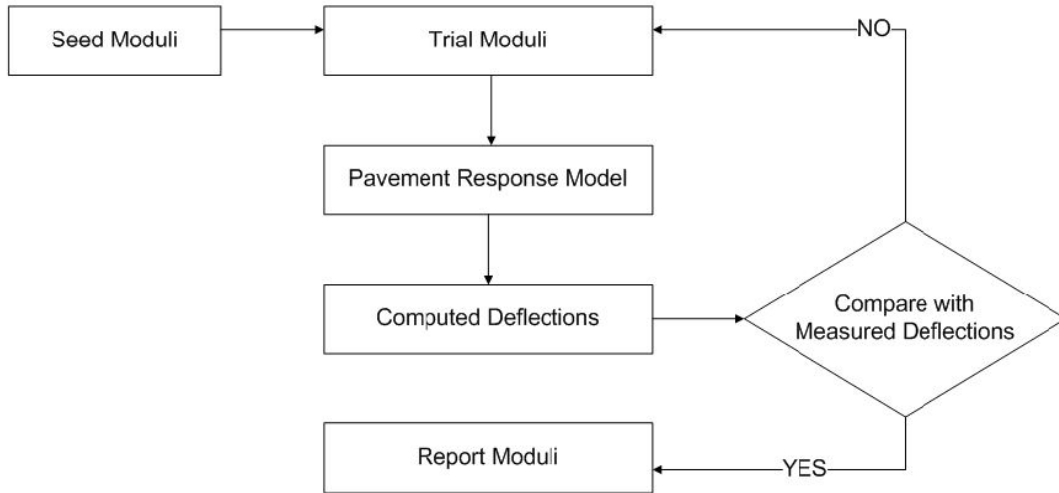 Seed Moduli
Trial Moduli
NO
Pavement Response Model
Computed Deflections
Compare with
Measured Deflections
Report Moduli
YES